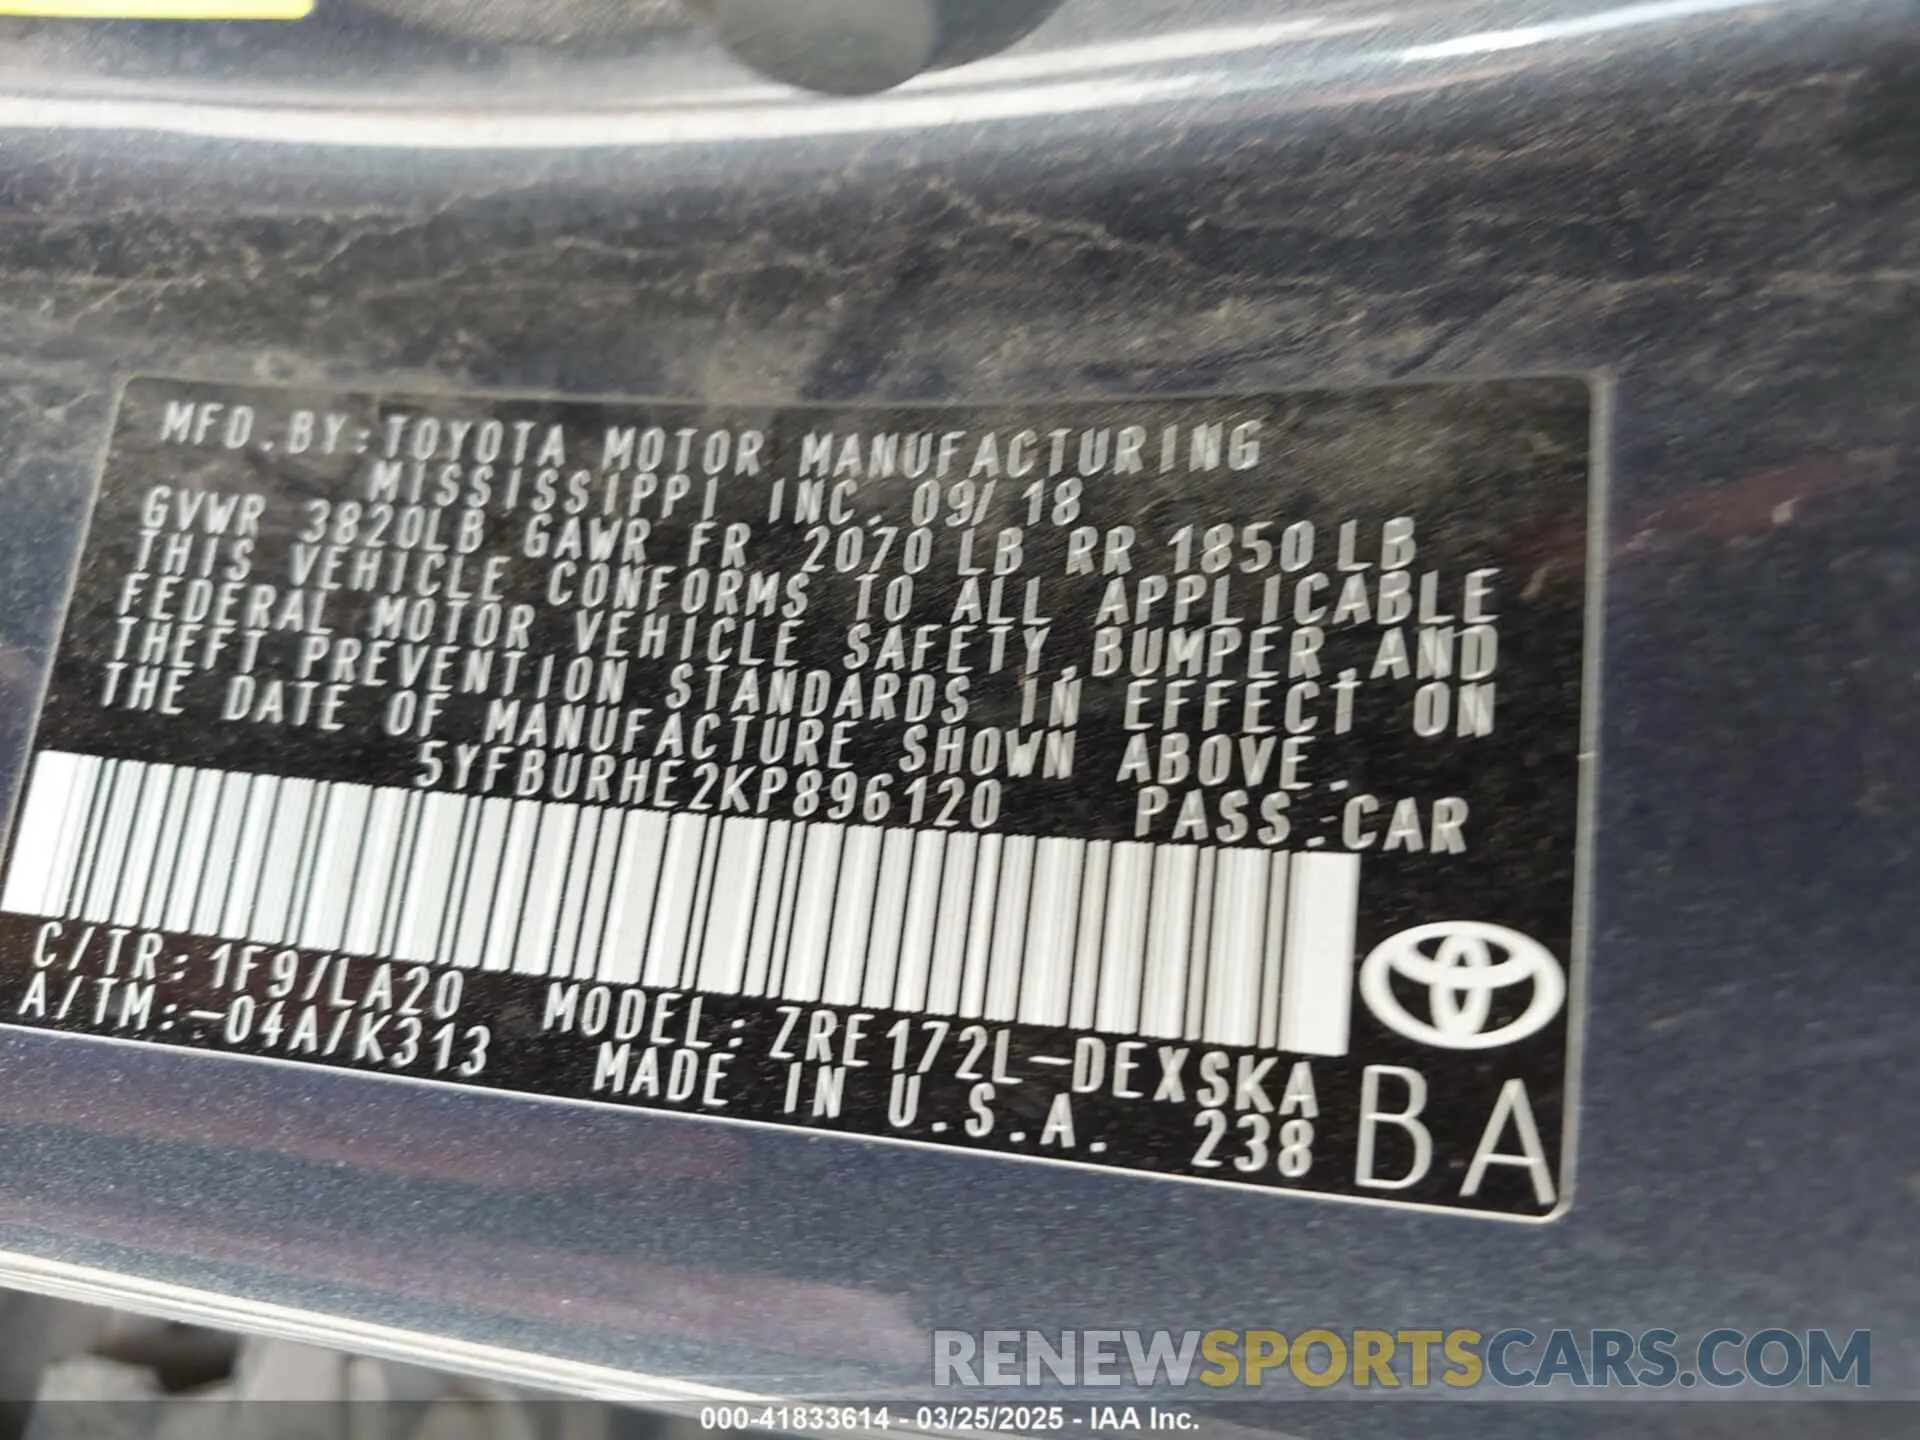 MFD.BY:TOYOTA MOTOR MANUFACTURING
MISSISSIPPI INC. 09/18
GVWR 3820LB GAWR FR 2070LB RR 1850LB
THIS VEHICLE CONFORMS TO ALL APPLICABLE
FEDERAL MOTOR VEHICLE SAFETY,BUMPER,AND
THEFT PREVENTION STANDARDS IN EFFECT ON
THE DATE OF MANUFACTURE SHOWN ABOVE.
5YFBURHE2KP896120 PASS.CAR
C/TR:1F9/LA20 MODEL:ZRE172L-DEXSKA
A/TM:-04A/K313 MADE IN U.S.A. 238
BA
RENEWSPORTSCARS.COM
000-41833614 - 03/25/2025 - IAA Inc.